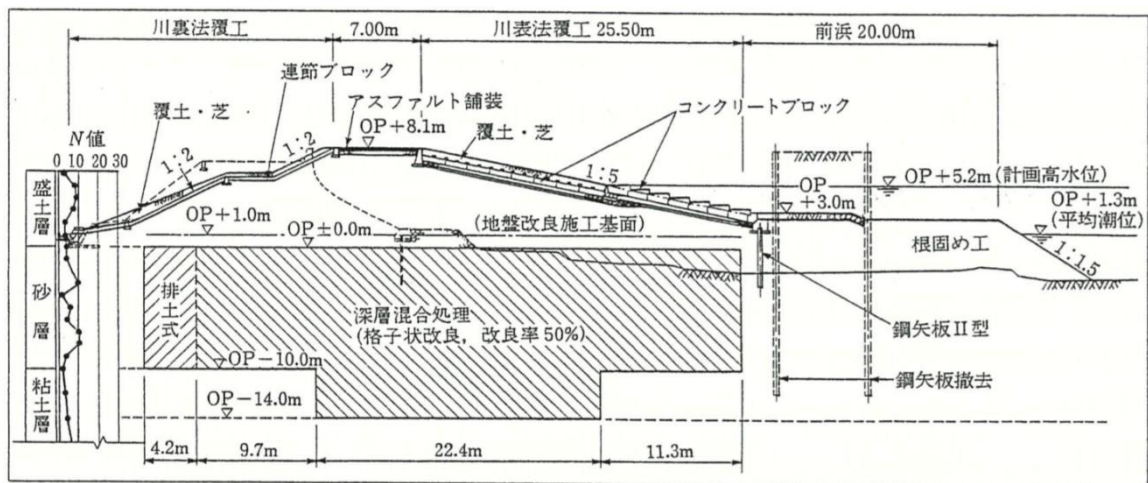 川裏法覆工
7.00m
川表法覆工 25.50m
前浜 20.00m
連節ブロック
アスファルト舗装
コンクリートブロック
覆土・芝
OP+8.1m
覆土・芝
N値
0 10 20 30
1:2
1:2
1:5
OP
+3.0m
OP+5.2m (計画高水位)
OP+1.3m
(平均潮位)
盛土層
OP+1.0m
OP±0.0m
(地盤改良施工基面)
根固め工
1:1.5
砂層
排土式
深層混合処理
(格子状改良, 改良率50%)
鋼矢板II型
OP-10.0m
鋼矢板撤去
粘土層
OP-14.0m
4.2m
9.7m
22.4m
11.3m